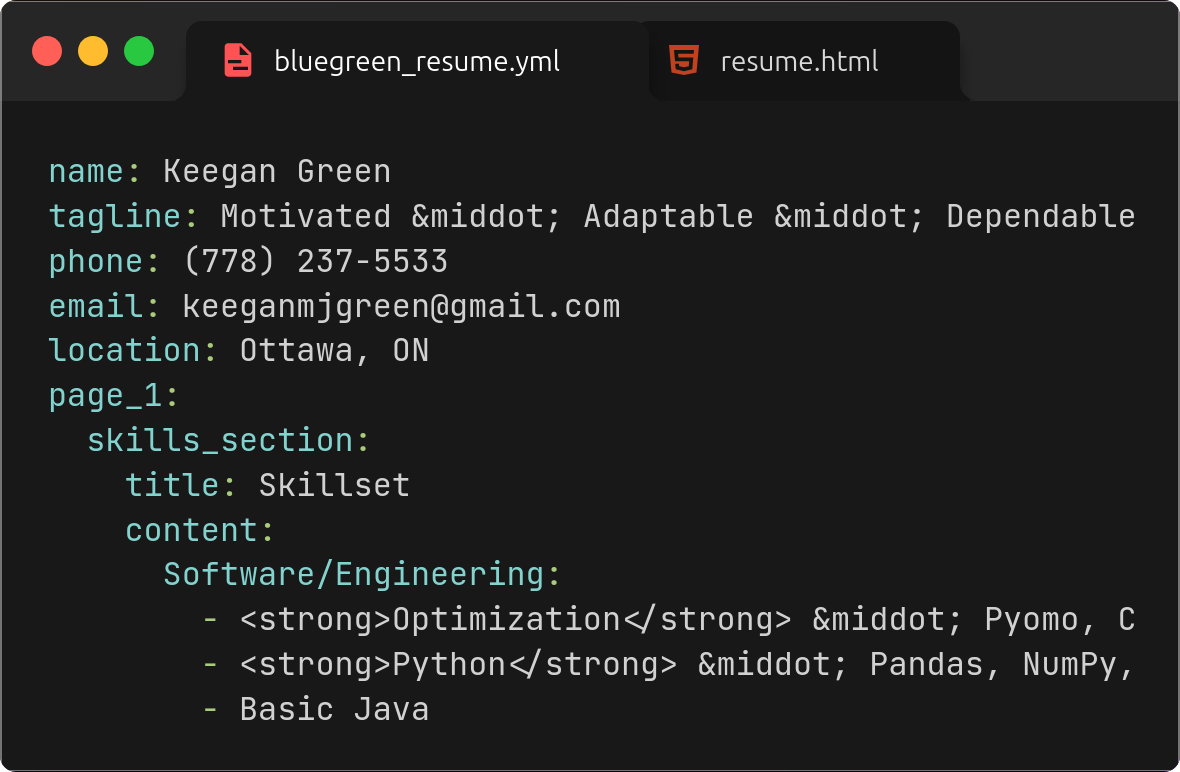 bluegreen_resume.yml
resume.html
name: Keegan Green
tagline: Motivated &middot; Adaptable &middot; Dependable
phone: (778) 237-5533
email: keeganmjgreen@gmail.com
location: Ottawa, ON
page_1:
  skills_section:
    title: Skillset
    content:
      Software/Engineering:
        - <strong>Optimization</strong> &middot; Pyomo, C
        - <strong>Python</strong> &middot; Pandas, NumPy,
        - Basic Java